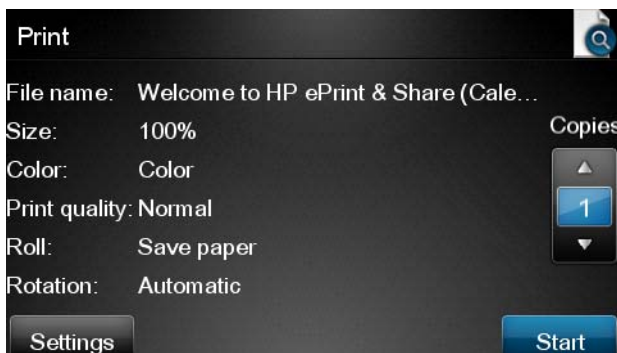 Print
File name: Welcome to HP ePrint & Share (Cale...
Size: 100%
Copies
Color: Color
Print quality: Normal
1
Roll: Save paper
Rotation: Automatic
Settings
Start